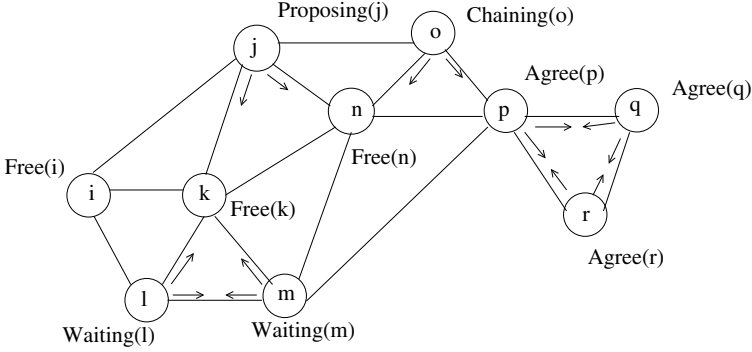 Proposing(j)
Chaining(o)
j
o
Agree(p)
Agree(q)
n
p
q
Free(i)
Free(n)
i
k
Free(k)
r
Agree(r)
l
m
Waiting(l)
Waiting(m)